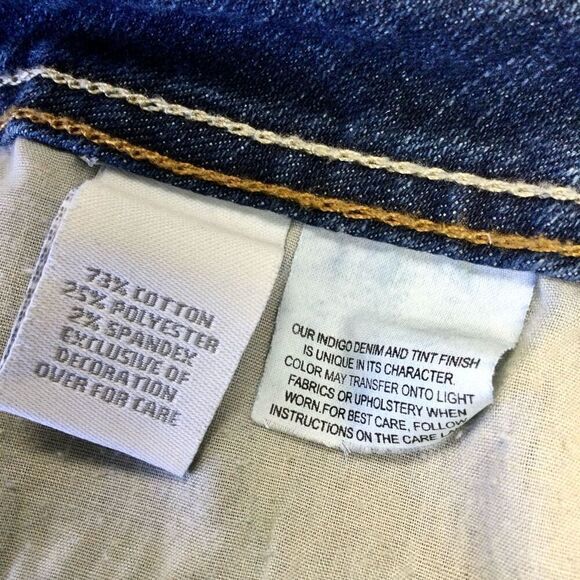 73% COTTON
25% POLYESTER
2% SPANDEX
EXCLUSIVE OF
DECORATION
OVER FOR CARE
OUR INDIGO DENIM AND TINT FINISH
IS UNIQUE IN ITS CHARACTER.
COLOR MAY TRANSFER ONTO LIGHT
FABRICS OR UPHOLSTERY WHEN
WORN. FOR BEST CARE, FOLLOW
INSTRUCTIONS ON THE CARE